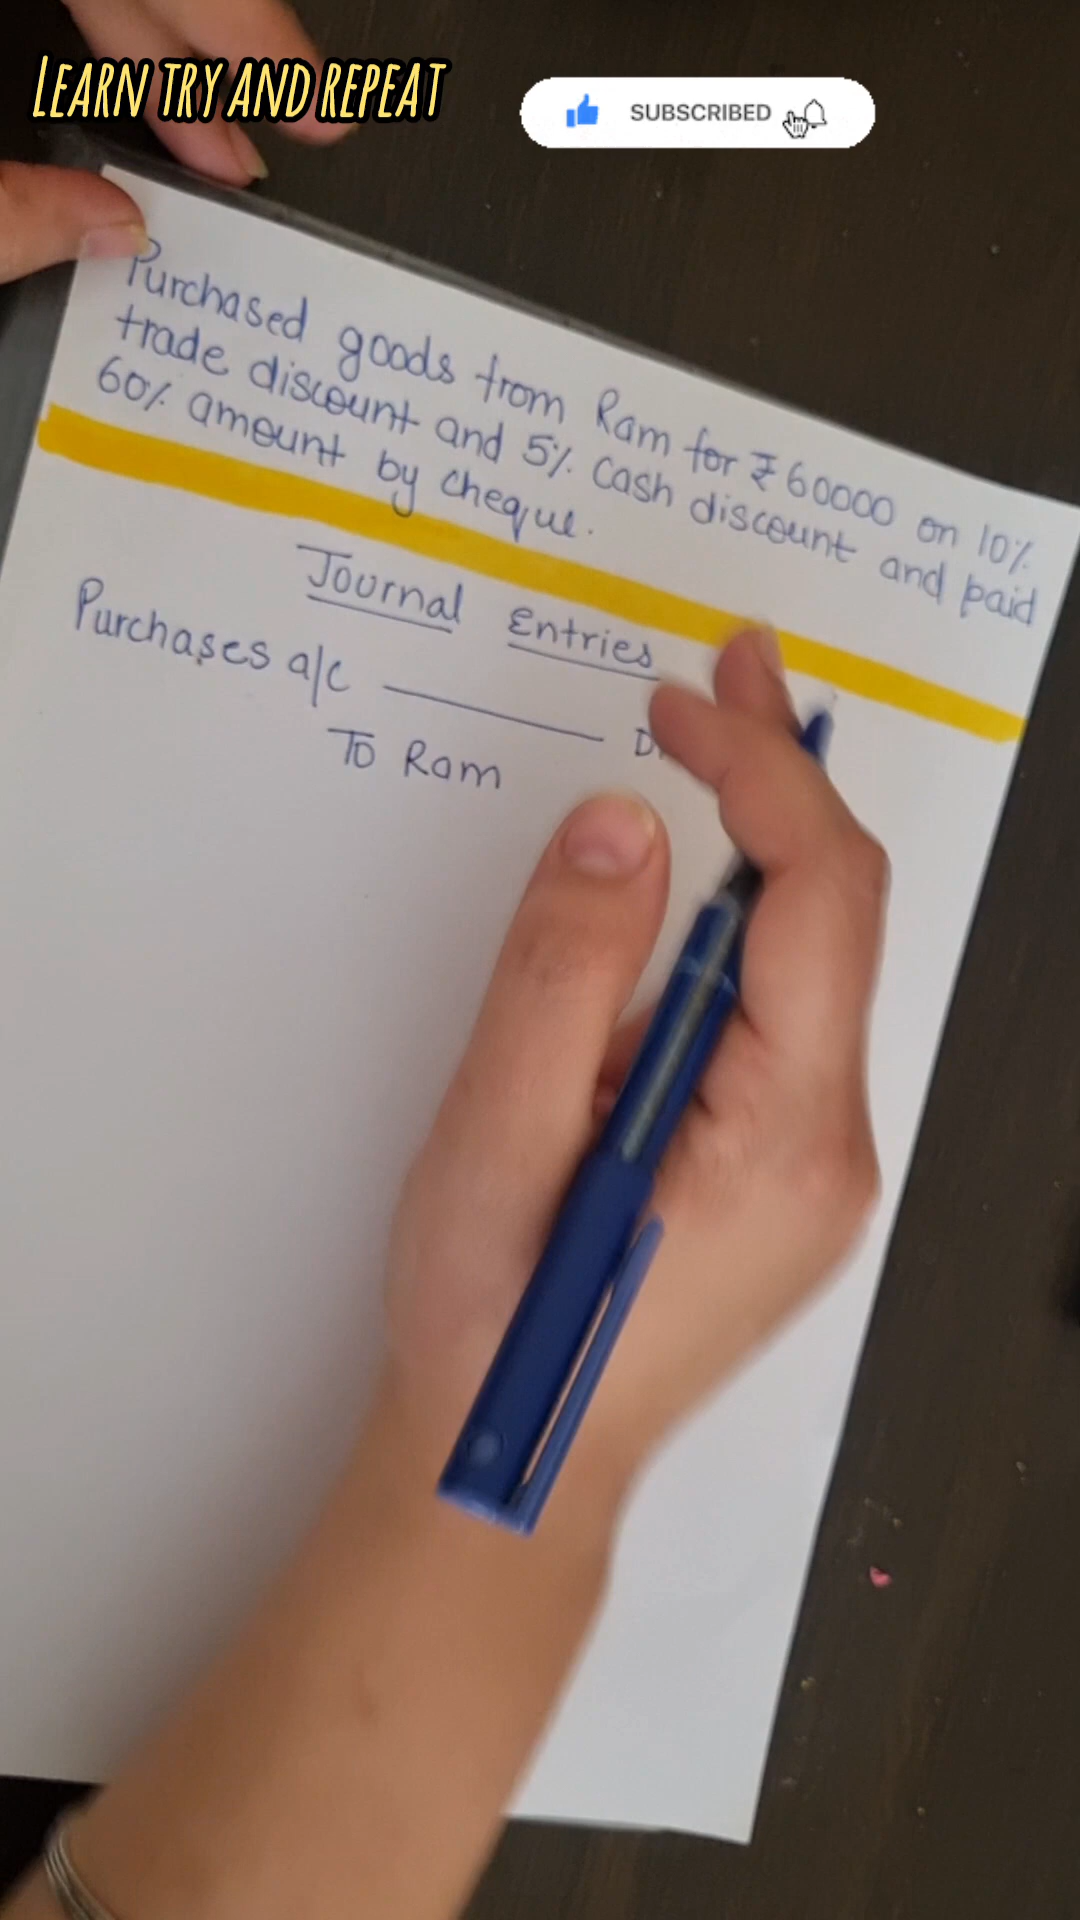 LEARN TRY AND REPEAT
SUBSCRIBED
Purchased goods from Ram for ₹60000 on 10%
trade discount and 5% cash discount and paid
60% amount by cheque.
Journal Entries
Purchases a/c
To Ram